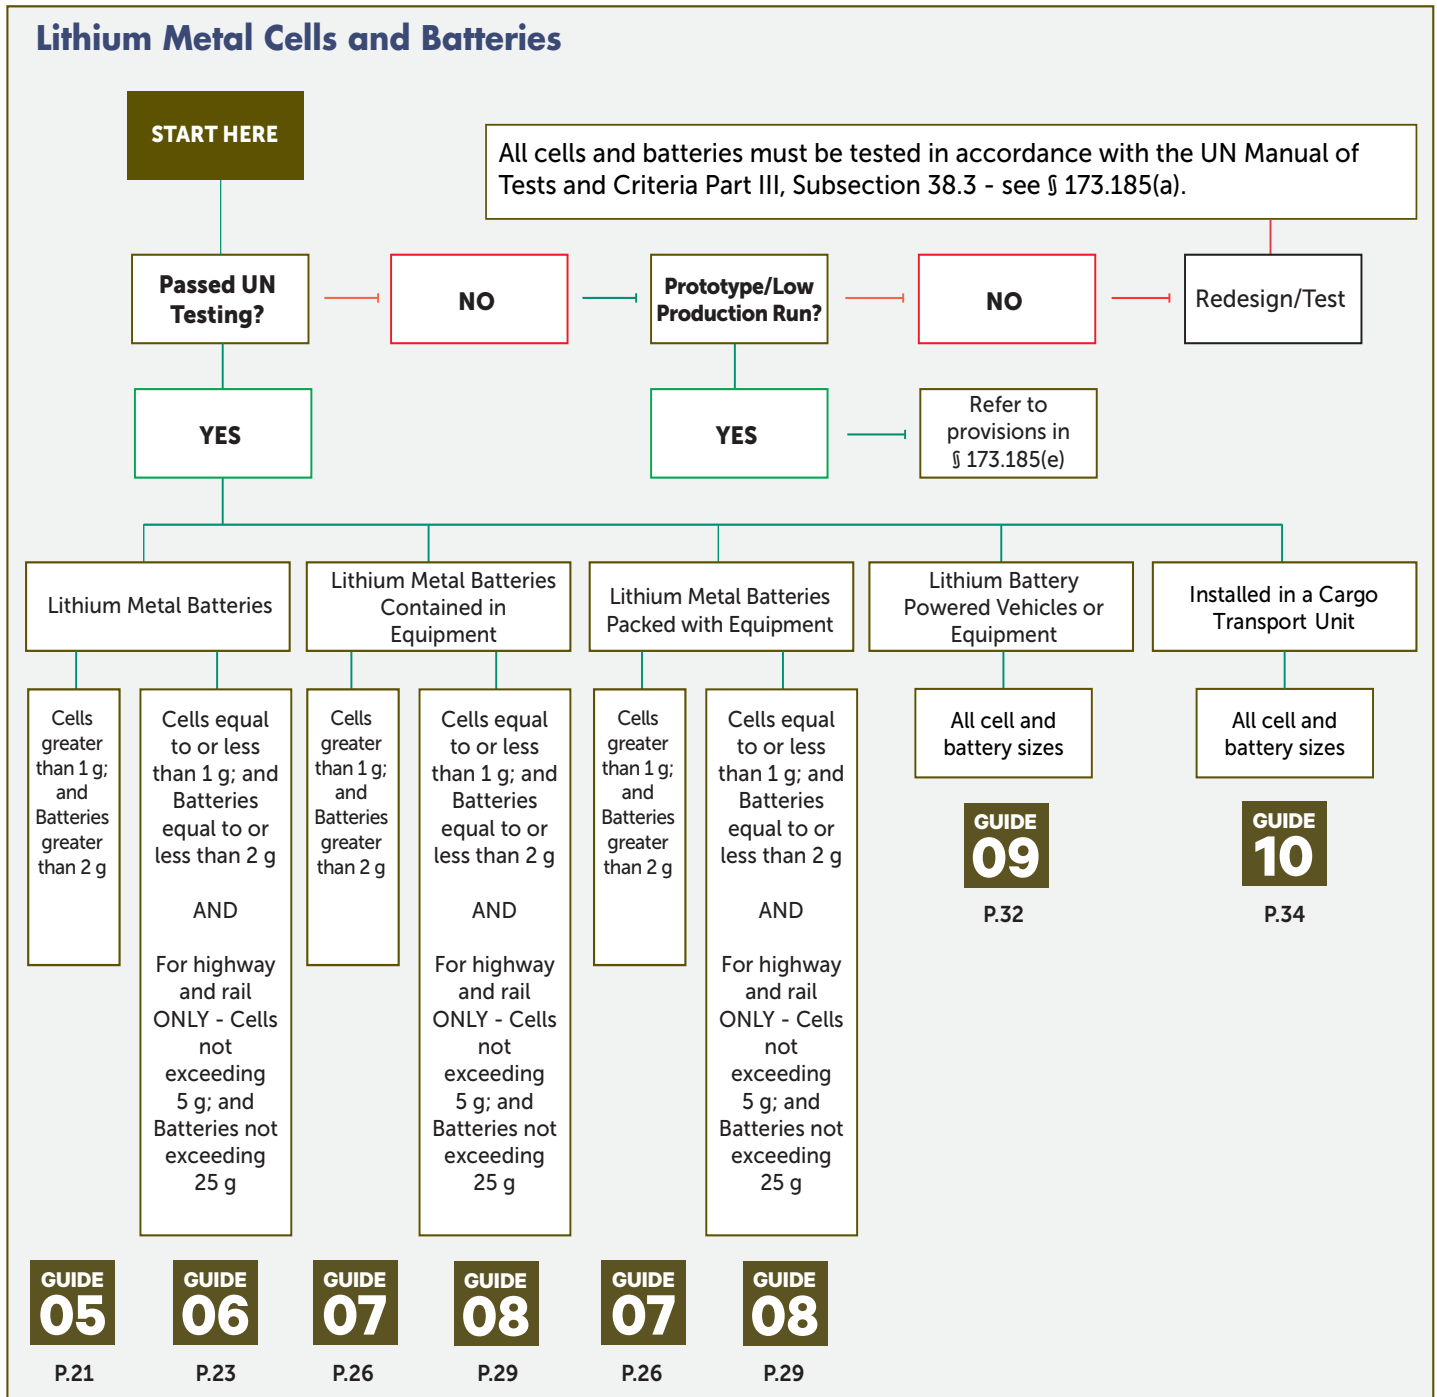 Lithium Metal Cells and Batteries
START HERE
All cells and batteries must be tested in accordance with the UN Manual of
Tests and Criteria Part III, Subsection 38.3 - see § 173.185(a).
Passed UN
Testing?
NO
Prototype/Low
Production Run?
NO
Redesign/Test
YES
YES
Refer to
provisions in
§ 173.185(e)
Lithium Metal Batteries
Lithium Metal Batteries
Contained in
Equipment
Lithium Metal Batteries
Packed with Equipment
Lithium Battery
Powered Vehicles or
Equipment
Installed in a Cargo
Transport Unit
Cells
greater
than 1 g;
and
Batteries
greater
than 2 g
Cells equal
to or less
than 1 g; and
Batteries
equal to or
less than 2 g
AND
For highway
and rail
ONLY - Cells
not
exceeding
5 g; and
Batteries not
exceeding
25 g
Cells
greater
than 1 g;
and
Batteries
greater
than 2 g
Cells equal
to or less
than 1 g; and
Batteries
equal to or
less than 2 g
AND
For highway
and rail
ONLY - Cells
not
exceeding
5 g; and
Batteries not
exceeding
25 g
Cells
greater
than 1 g;
and
Batteries
greater
than 2 g
Cells equal
to or less
than 1 g; and
Batteries
equal to or
less than 2 g
AND
For highway
and rail
ONLY - Cells
not
exceeding
5 g; and
Batteries not
exceeding
25 g
All cell and
battery sizes
GUIDE
09
P.32
All cell and
battery sizes
GUIDE
10
P.34
GUIDE
05
P.21
GUIDE
06
P.23
GUIDE
07
P.26
GUIDE
08
P.29
GUIDE
07
P.26
GUIDE
08
P.29